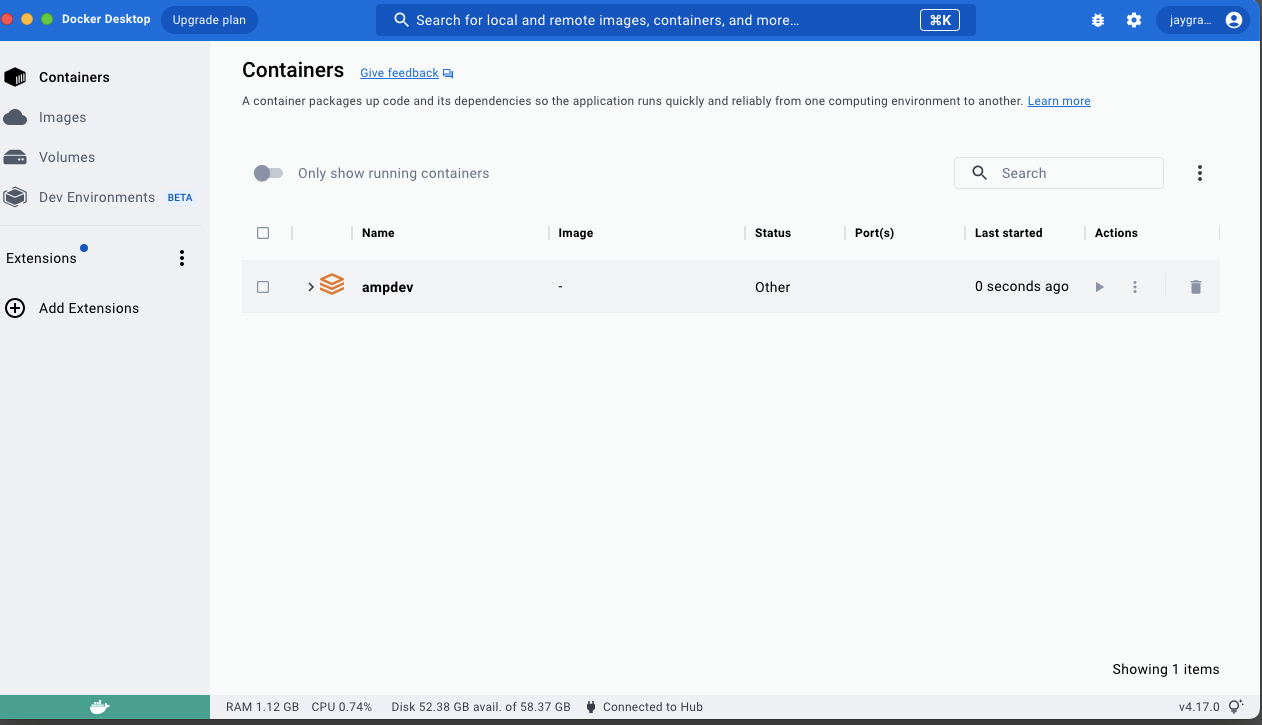 Docker Desktop Upgrade plan Search for local and remote images, containers, and more... ⌘K jaygra...
Containers
Images
Volumes
Dev Environments BETA
Extensions
Add Extensions
Containers Give feedback
A container packages up code and its dependencies so the application runs quickly and reliably from one computing environment to another. Learn more
Only show running containers Search
Name Image Status Port(s) Last started Actions
ampdev - Other 0 seconds ago
Showing 1 items
RAM 1.12 GB CPU 0.74% Disk 52.38 GB avail. of 58.37 GB Connected to Hub v4.17.0